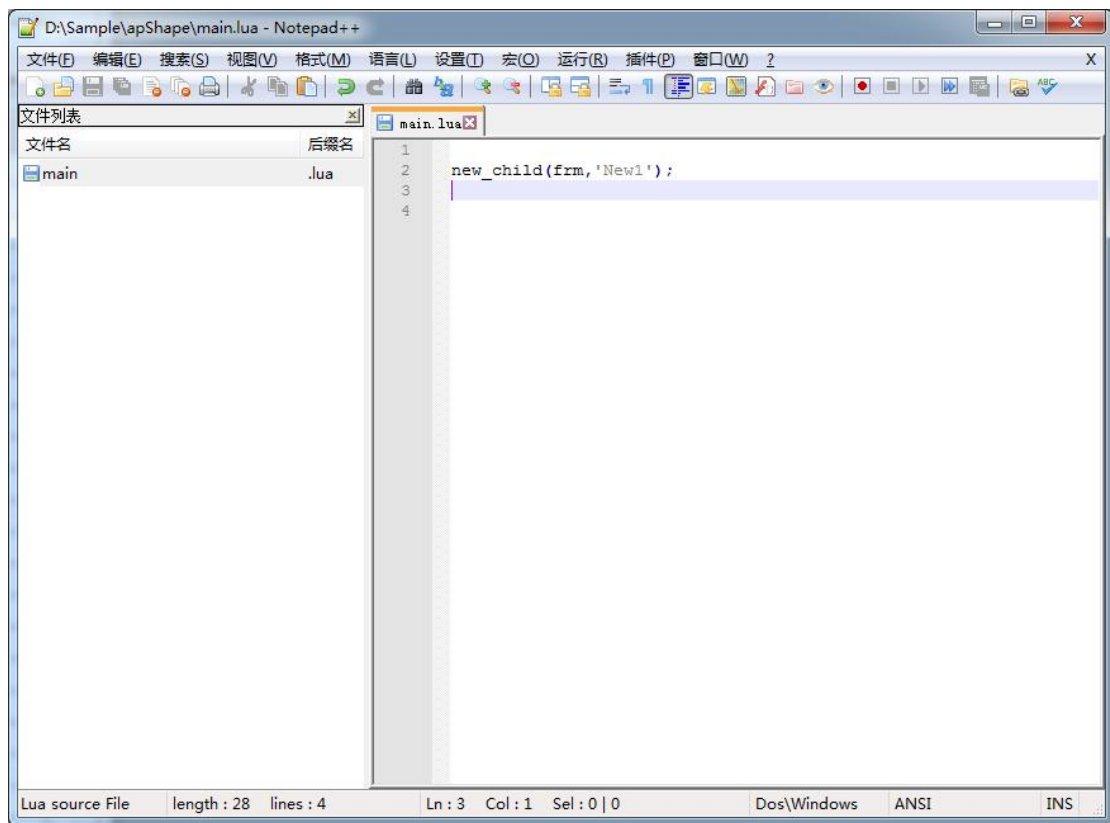 D:\Sample\apShape\main.lua - Notepad++
文件(F) 编辑(E) 搜索(S) 视图(V) 格式(M) 语言(L) 设置(T) 宏(O) 运行(R) 插件(P) 窗口(W) ? X
文件列表
main.lua
文件名 后缀名
main .lua
1
2 new_child(frm,'New1');
3
4
Lua source File length : 28 lines : 4 Ln : 3 Col : 1 Sel : 0 | 0 Dos\Windows ANSI INS